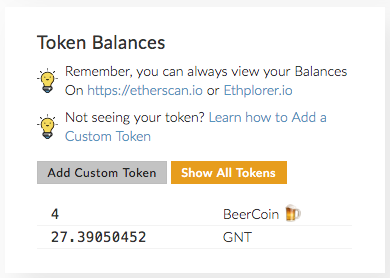 Token Balances
Remember, you can always view your Balances
On https://etherscan.io or Ethplorer.io
Not seeing your token? Learn how to Add a
Custom Token
Add Custom Token Show All Tokens
4 BeerCoin 🍺
27.39050452 GNT